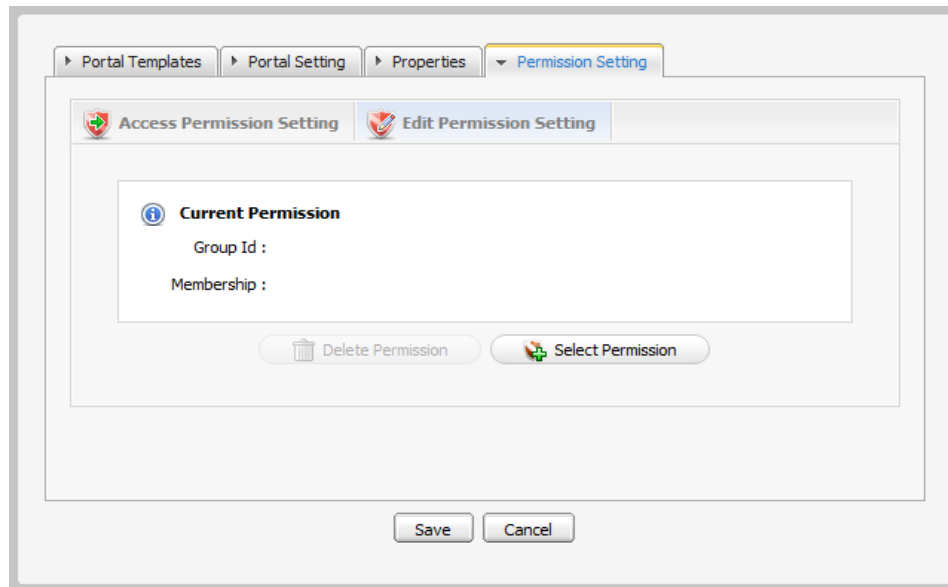 Portal Templates Portal Setting Properties Permission Setting
Access Permission Setting Edit Permission Setting
Current Permission
Group Id :
Membership :
Delete Permission Select Permission
Save Cancel